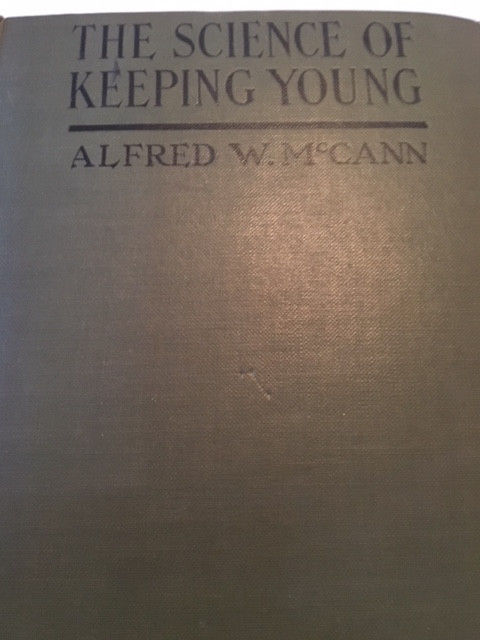 THE SCIENCE OF
KEEPING YOUNG
ALFRED W. McCANN